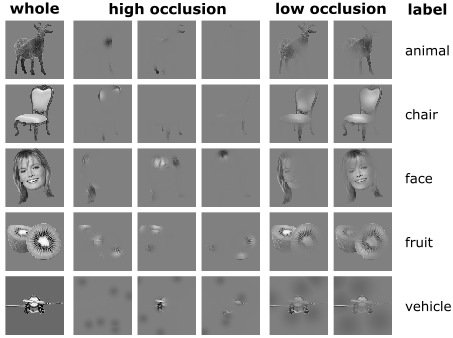 whole high occlusion low occlusion label
animal
chair
face
fruit
vehicle